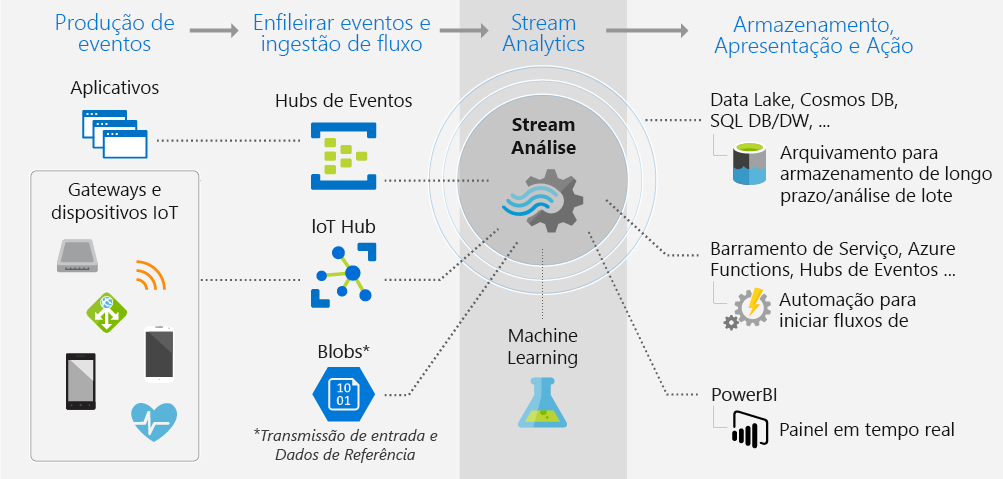 Produção de
eventos
Enfileirar eventos e
ingestão de fluxo
Stream
Analytics
Armazenamento,
Apresentação e Ação
Aplicativos
Gateways e
dispositivos IoT
Hubs de Eventos
IoT Hub
Blobs*
10
01
*Transmissão de entrada e
Dados de Referência
Stream
Análise
Machine
Learning
Data Lake, Cosmos DB,
SQL DB/DW, ...
Arquivamento para
armazenamento de longo
prazo/análise de lote
Barramento de Serviço, Azure
Functions, Hubs de Eventos ...
Automação para
iniciar fluxos de
PowerBI
Painel em tempo real